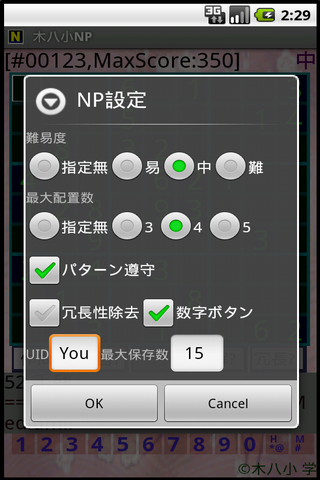 3G 2:29
N 木八小NP
[#00123,MaxScore:350] 中
NP設定
難易度
指定無 易 中 難
最大配置数
指定無 3 4 5
パターン遵守
冗長性除去 数字ボタン
UID You 最大保存数 15
OK Cancel
1 2 3 4 5 6 7 8 9 0 H M
©木八小 学